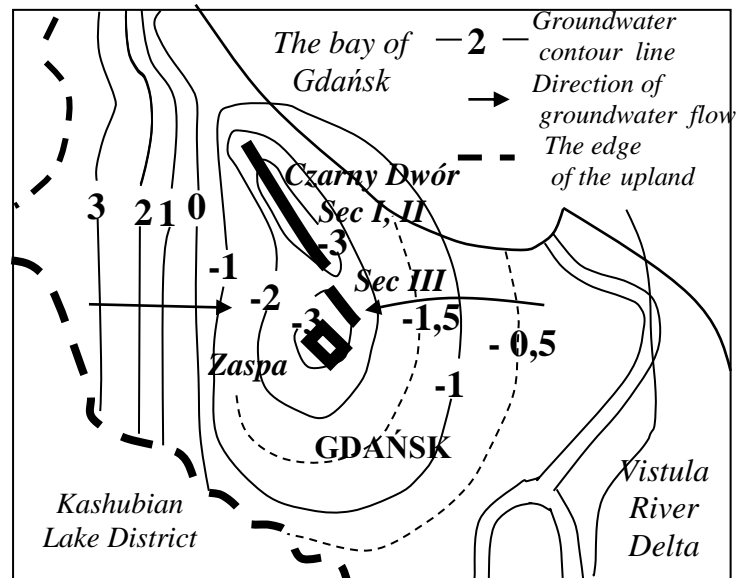 The bay of
Gdańsk
2 Groundwater
contour line
Direction of
groundwater flow
The edge
of the upland
3 2 1 0
Czarny Dwór
Sec I, II
-3
-1
Sec III
-2
-3
-1,5
- 0,5
Zaspa
-1
GDAŃSK
Kashubian
Lake District
Vistula
River
Delta